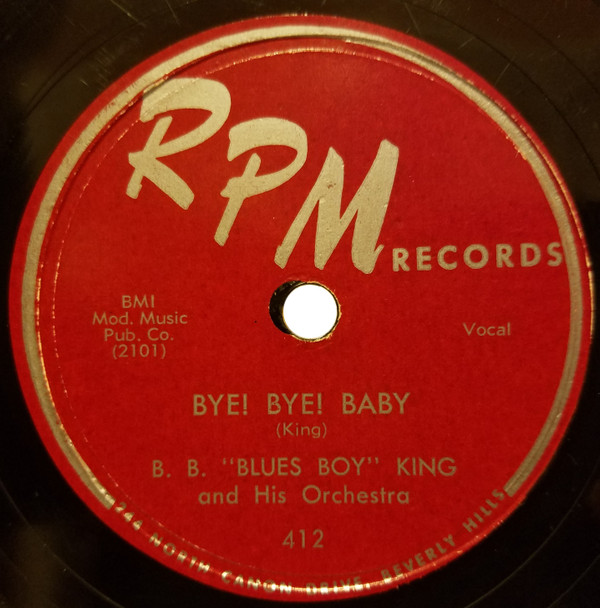 RPM RECORDS
BMI
Mod. Music
Pub. Co.
(2101)
Vocal
BYE! BYE! BABY
(King)
B. B. "BLUES BOY" KING
and His Orchestra
412
244 NORTH CANON DRIVE, BEVERLY HILLS